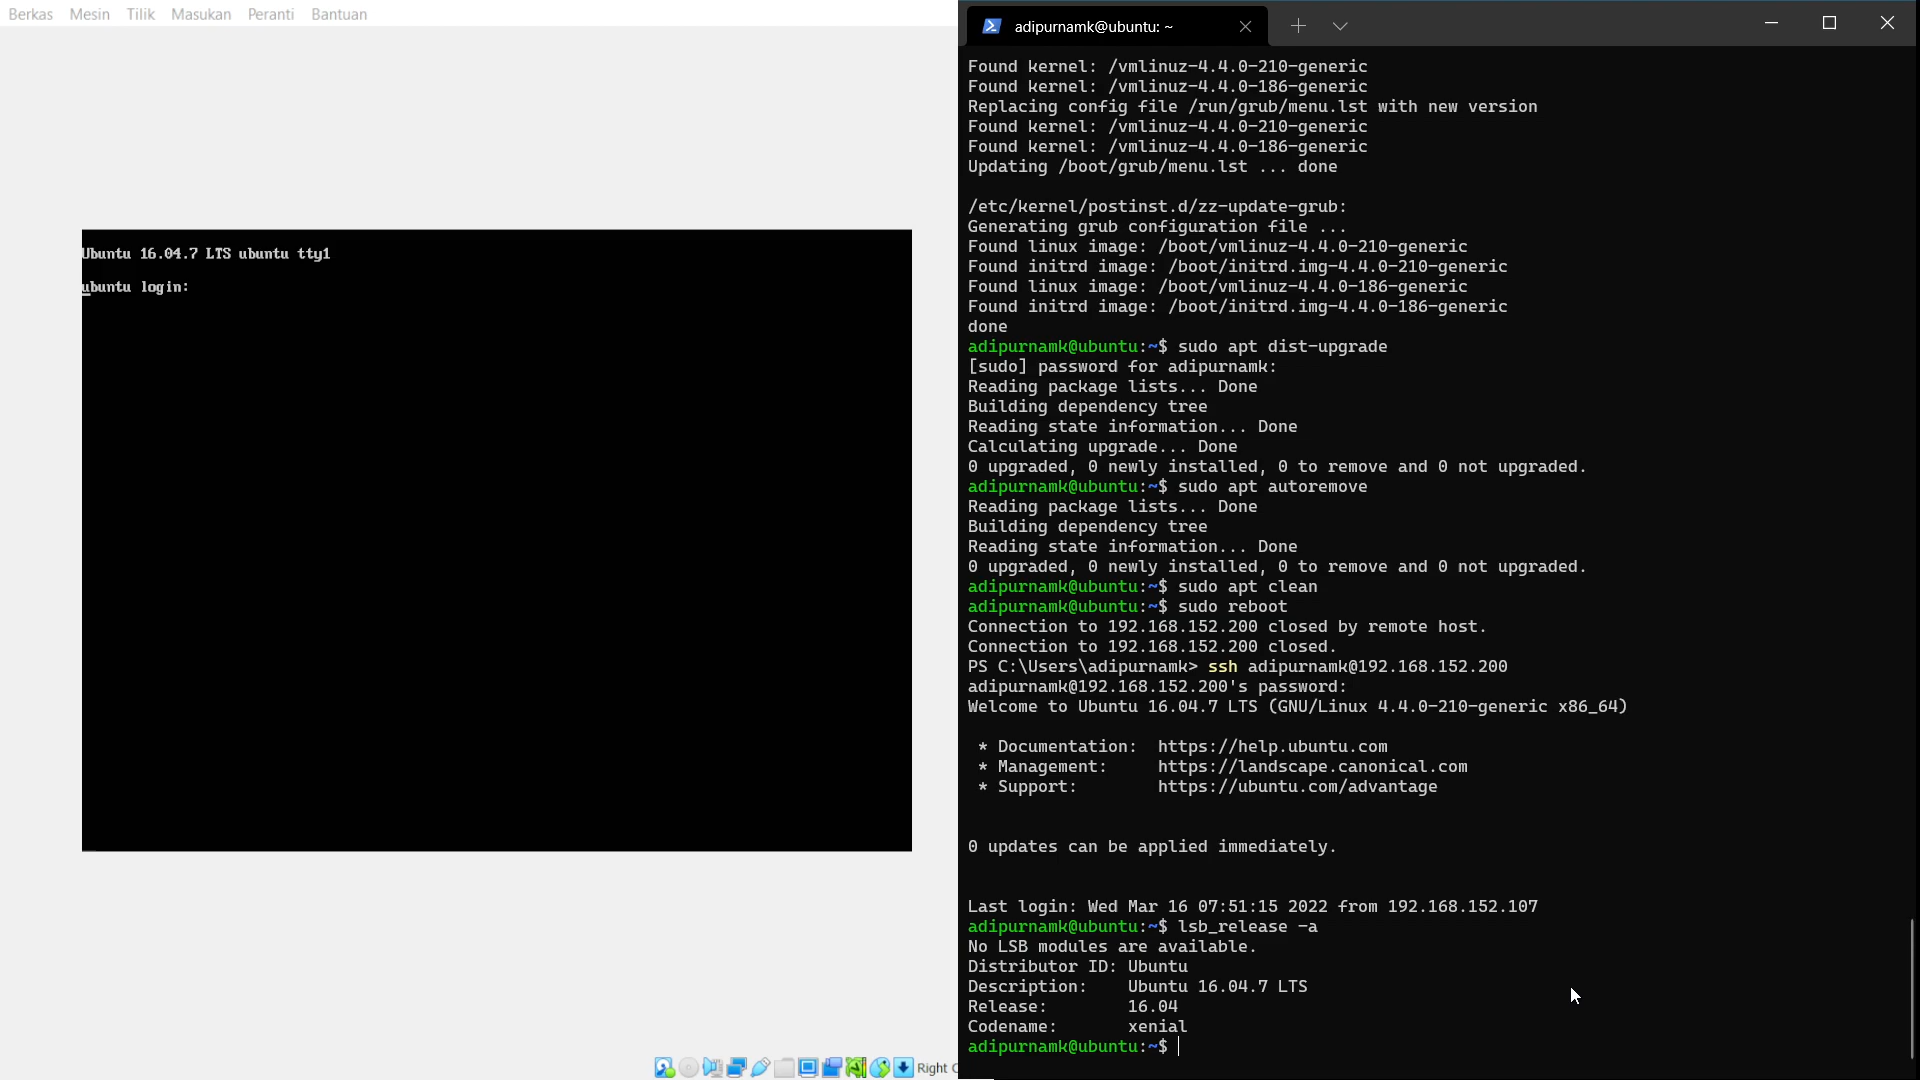 Berkas Mesin Tilik Masukan Peranti Bantuan
Ubuntu 16.04.7 LTS ubuntu tty1
ubuntu login:
Right C
adipurnamk@ubuntu: ~
Found kernel: /vmlinuz-4.4.0-210-generic
Found kernel: /vmlinuz-4.4.0-186-generic
Replacing config file /run/grub/menu.lst with new version
Found kernel: /vmlinuz-4.4.0-210-generic
Found kernel: /vmlinuz-4.4.0-186-generic
Updating /boot/grub/menu.lst ... done
/etc/kernel/postinst.d/zz-update-grub:
Generating grub configuration file ...
Found linux image: /boot/vmlinuz-4.4.0-210-generic
Found initrd image: /boot/initrd.img-4.4.0-210-generic
Found linux image: /boot/vmlinuz-4.4.0-186-generic
Found initrd image: /boot/initrd.img-4.4.0-186-generic
done
adipurnamk@ubuntu:~$ sudo apt dist-upgrade
[sudo] password for adipurnamk:
Reading package lists... Done
Building dependency tree
Reading state information... Done
Calculating upgrade... Done
0 upgraded, 0 newly installed, 0 to remove and 0 not upgraded.
adipurnamk@ubuntu:~$ sudo apt autoremove
Reading package lists... Done
Building dependency tree
Reading state information... Done
0 upgraded, 0 newly installed, 0 to remove and 0 not upgraded.
adipurnamk@ubuntu:~$ sudo apt clean
adipurnamk@ubuntu:~$ sudo reboot
Connection to 192.168.152.200 closed by remote host.
Connection to 192.168.152.200 closed.
PS C:\Users\adipurnamk> ssh adipurnamk@192.168.152.200
adipurnamk@192.168.152.200's password:
Welcome to Ubuntu 16.04.7 LTS (GNU/Linux 4.4.0-210-generic x86_64)
* Documentation: https://help.ubuntu.com
* Management: https://landscape.canonical.com
* Support: https://ubuntu.com/advantage
0 updates can be applied immediately.
Last login: Wed Mar 16 07:51:15 2022 from 192.168.152.107
adipurnamk@ubuntu:~$ lsb_release -a
No LSB modules are available.
Distributor ID: Ubuntu
Description: Ubuntu 16.04.7 LTS
Release: 16.04
Codename: xenial
adipurnamk@ubuntu:~$